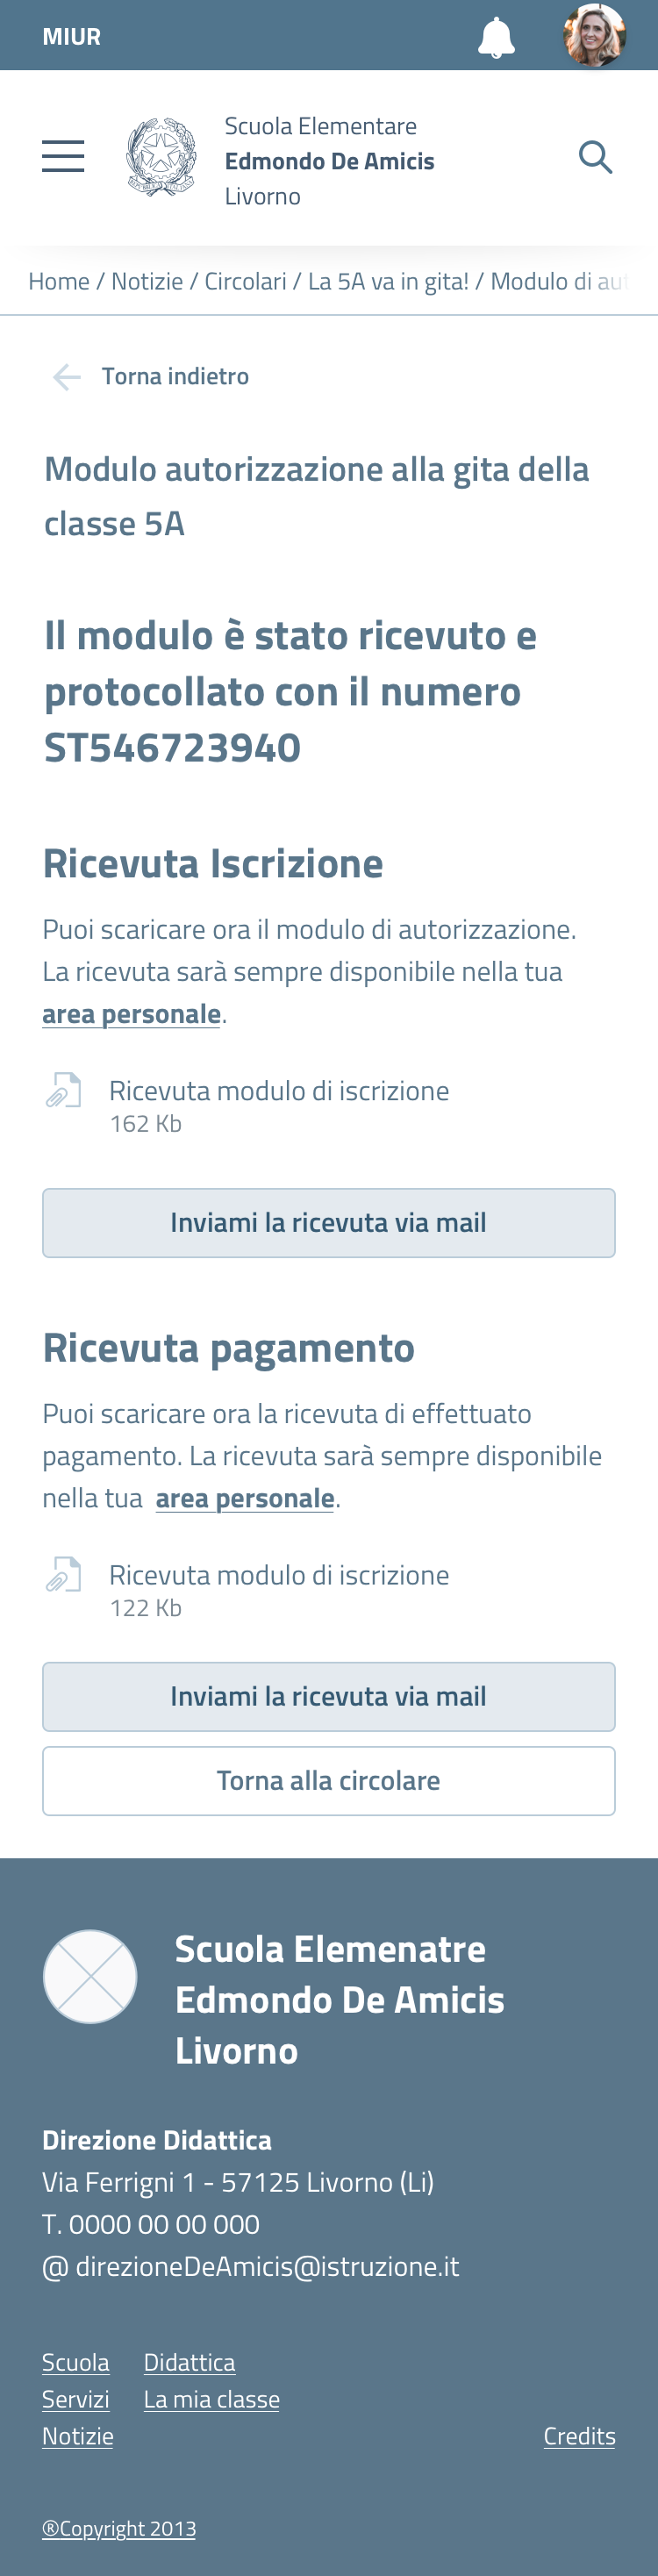 MIUR
Scuola Elementare
Edmondo De Amicis
Livorno
Home / Notizie / Circolari / La 5A va in gita! / Modulo di aut
Torna indietro
Modulo autorizzazione alla gita della
classe 5A
Il modulo è stato ricevuto e
protocollato con il numero
ST546723940
Ricevuta Iscrizione
Puoi scaricare ora il modulo di autorizzazione.
La ricevuta sarà sempre disponibile nella tua
area personale.
Ricevuta modulo di iscrizione
162 Kb
Inviami la ricevuta via mail
Ricevuta pagamento
Puoi scaricare ora la ricevuta di effettuato
pagamento. La ricevuta sarà sempre disponibile
nella tua area personale.
Ricevuta modulo di iscrizione
122 Kb
Inviami la ricevuta via mail
Torna alla circolare
Scuola Elemenatre
Edmondo De Amicis
Livorno
Direzione Didattica
Via Ferrigni 1 - 57125 Livorno (Li)
T. 0000 00 00 000
@ direzioneDeAmicis@istruzione.it
Scuola Didattica
Servizi La mia classe
Notizie Credits
®Copyright 2013